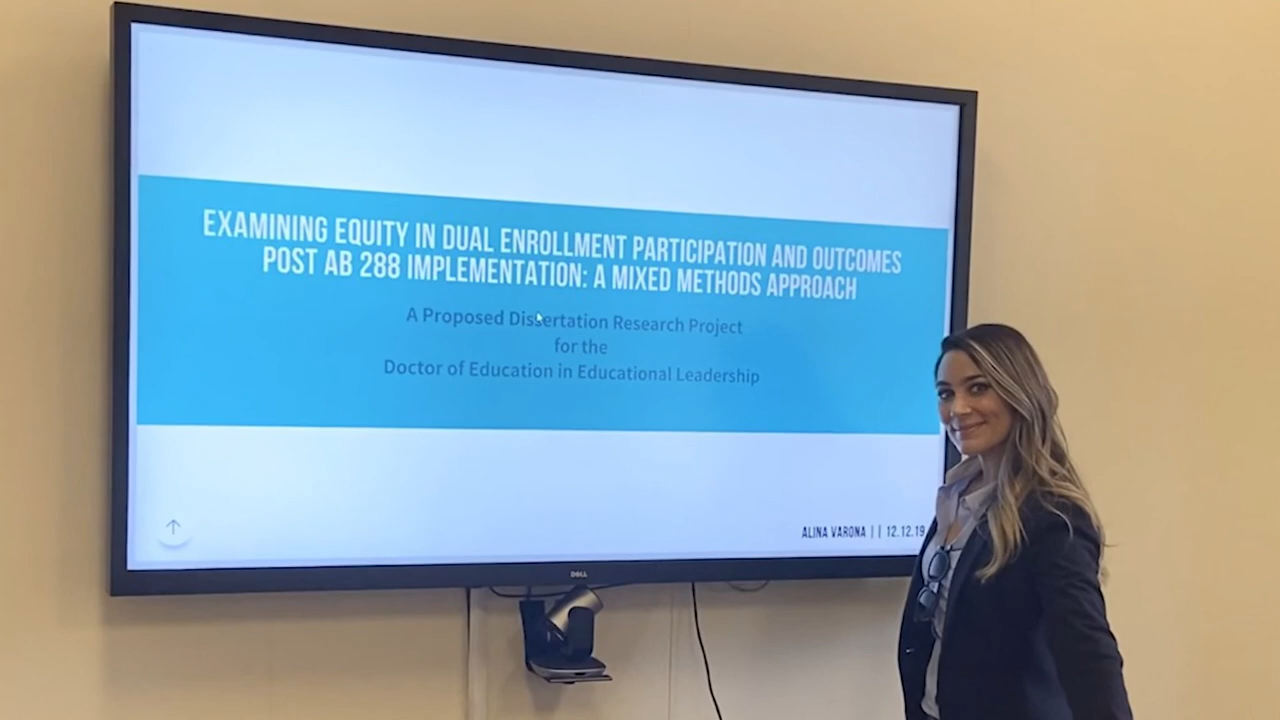 EXAMINING EQUITY IN DUAL ENROLLMENT PARTICIPATION AND OUTCOMES
POST AB 288 IMPLEMENTATION: A MIXED METHODS APPROACH
A Proposed Dissertation Research Project
for the
Doctor of Education in Educational Leadership
ALINA VARONA || 12.12.19
DELL